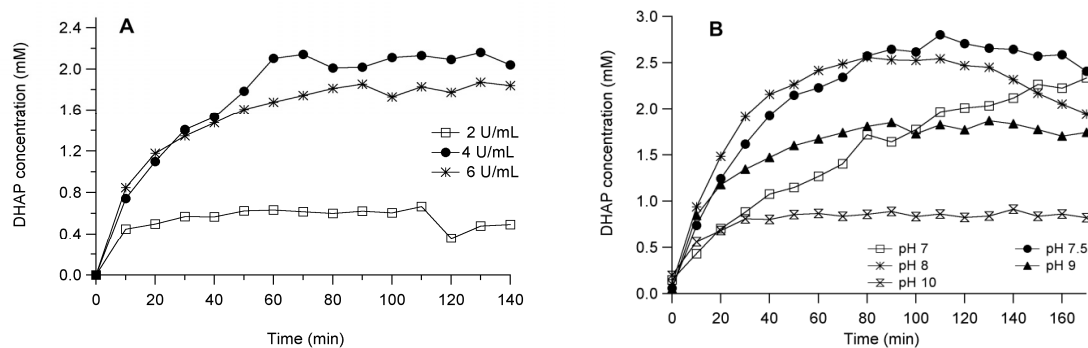 A
DHAP concentration (mM)
2.4
2.0
1.6
1.2
0.8
0.4
0.0
2 U/mL
4 U/mL
6 U/mL
0 20 40 60 80 100 120 140
Time (min)
B
DHAP concentration (mM)
3.0
2.5
2.0
1.5
1.0
0.5
0.0
pH 7 pH 7.5
pH 8 pH 9
pH 10
0 20 40 60 80 100 120 140 160
Time (min)